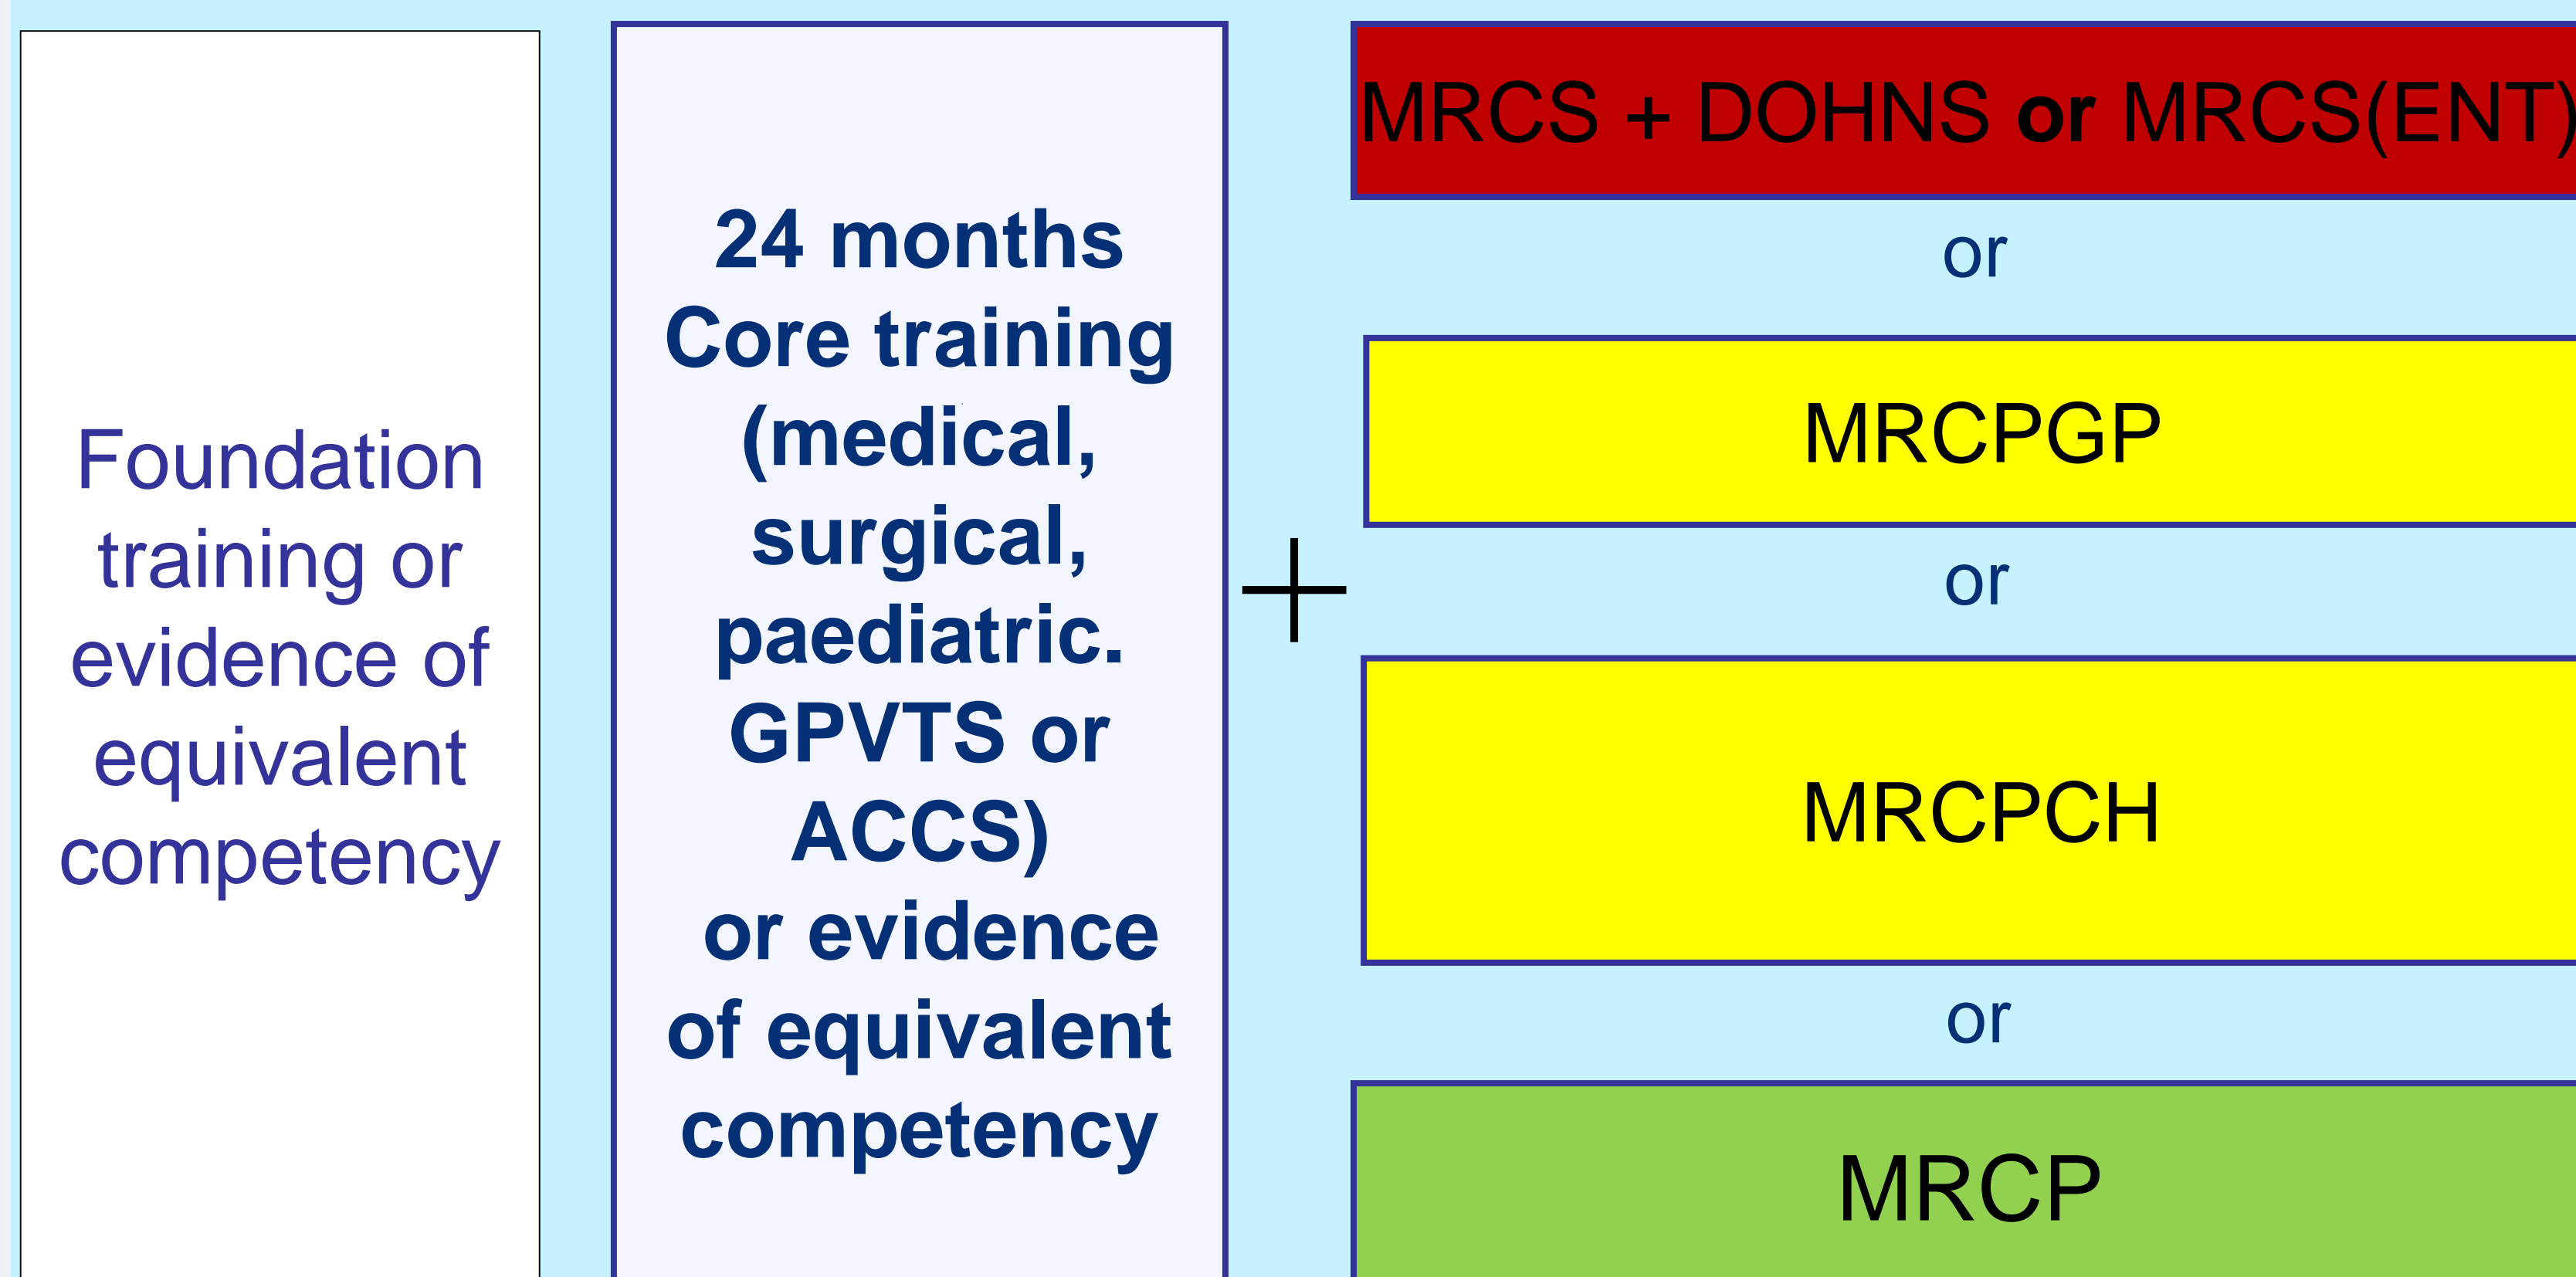 Foundation
training or
evidence of
equivalent
competency
24 months
Core training
(medical,
surgical,
paediatric.
GPVTS or
ACCS)
or evidence
of equivalent
competency
+
MRCS + DOHNS or MRCS(ENT)
or
MRCPGP
or
MRCPCH
or
MRCP